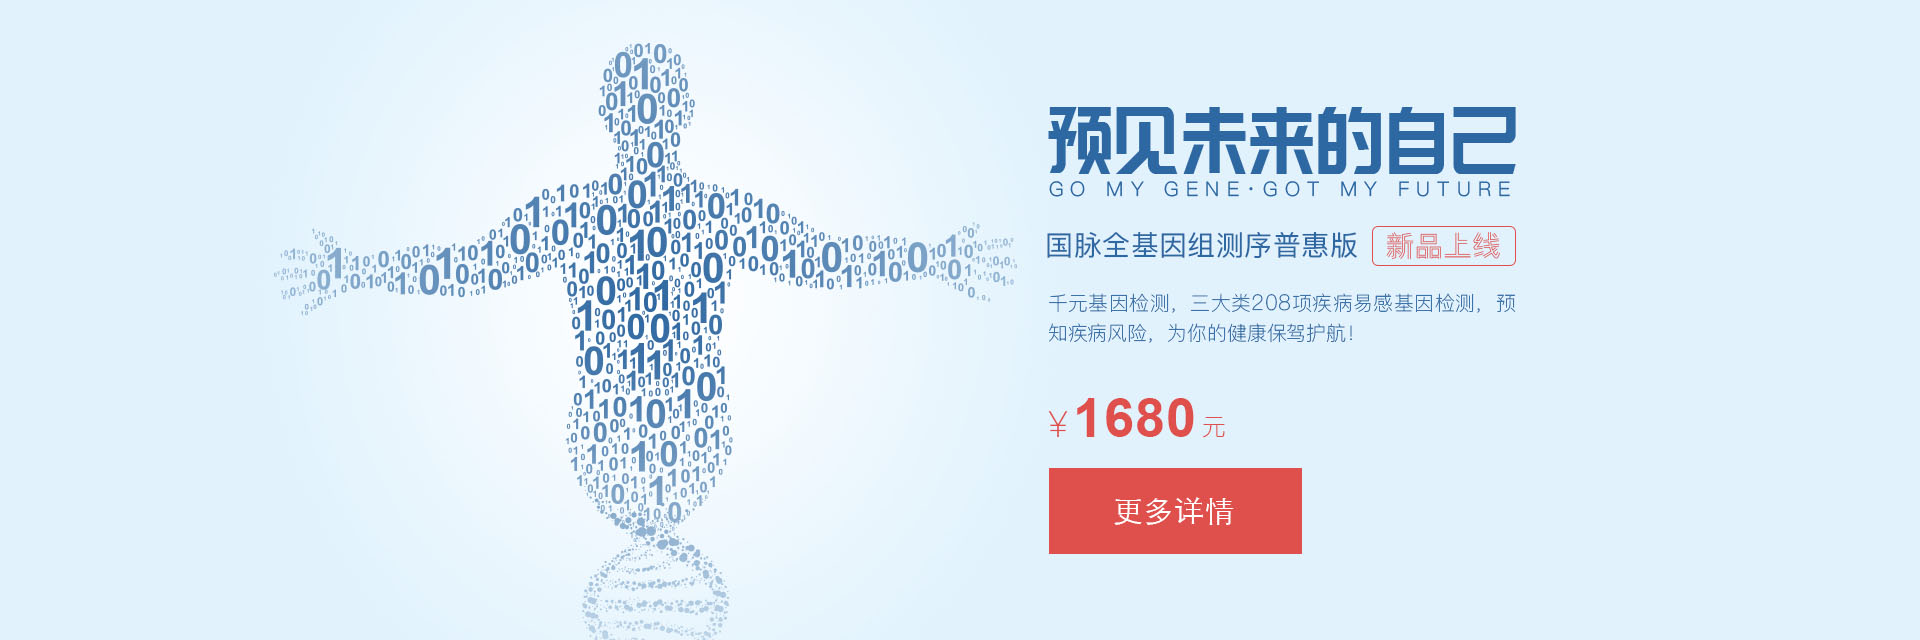 预见未来的自己
GO MY GENE·GOT MY FUTURE
国脉全基因组测序普惠版 新品上线
千元基因检测，三大类208项疾病易感基因检测，预
知疾病风险，为你的健康保驾护航！
¥1680元
更多详情